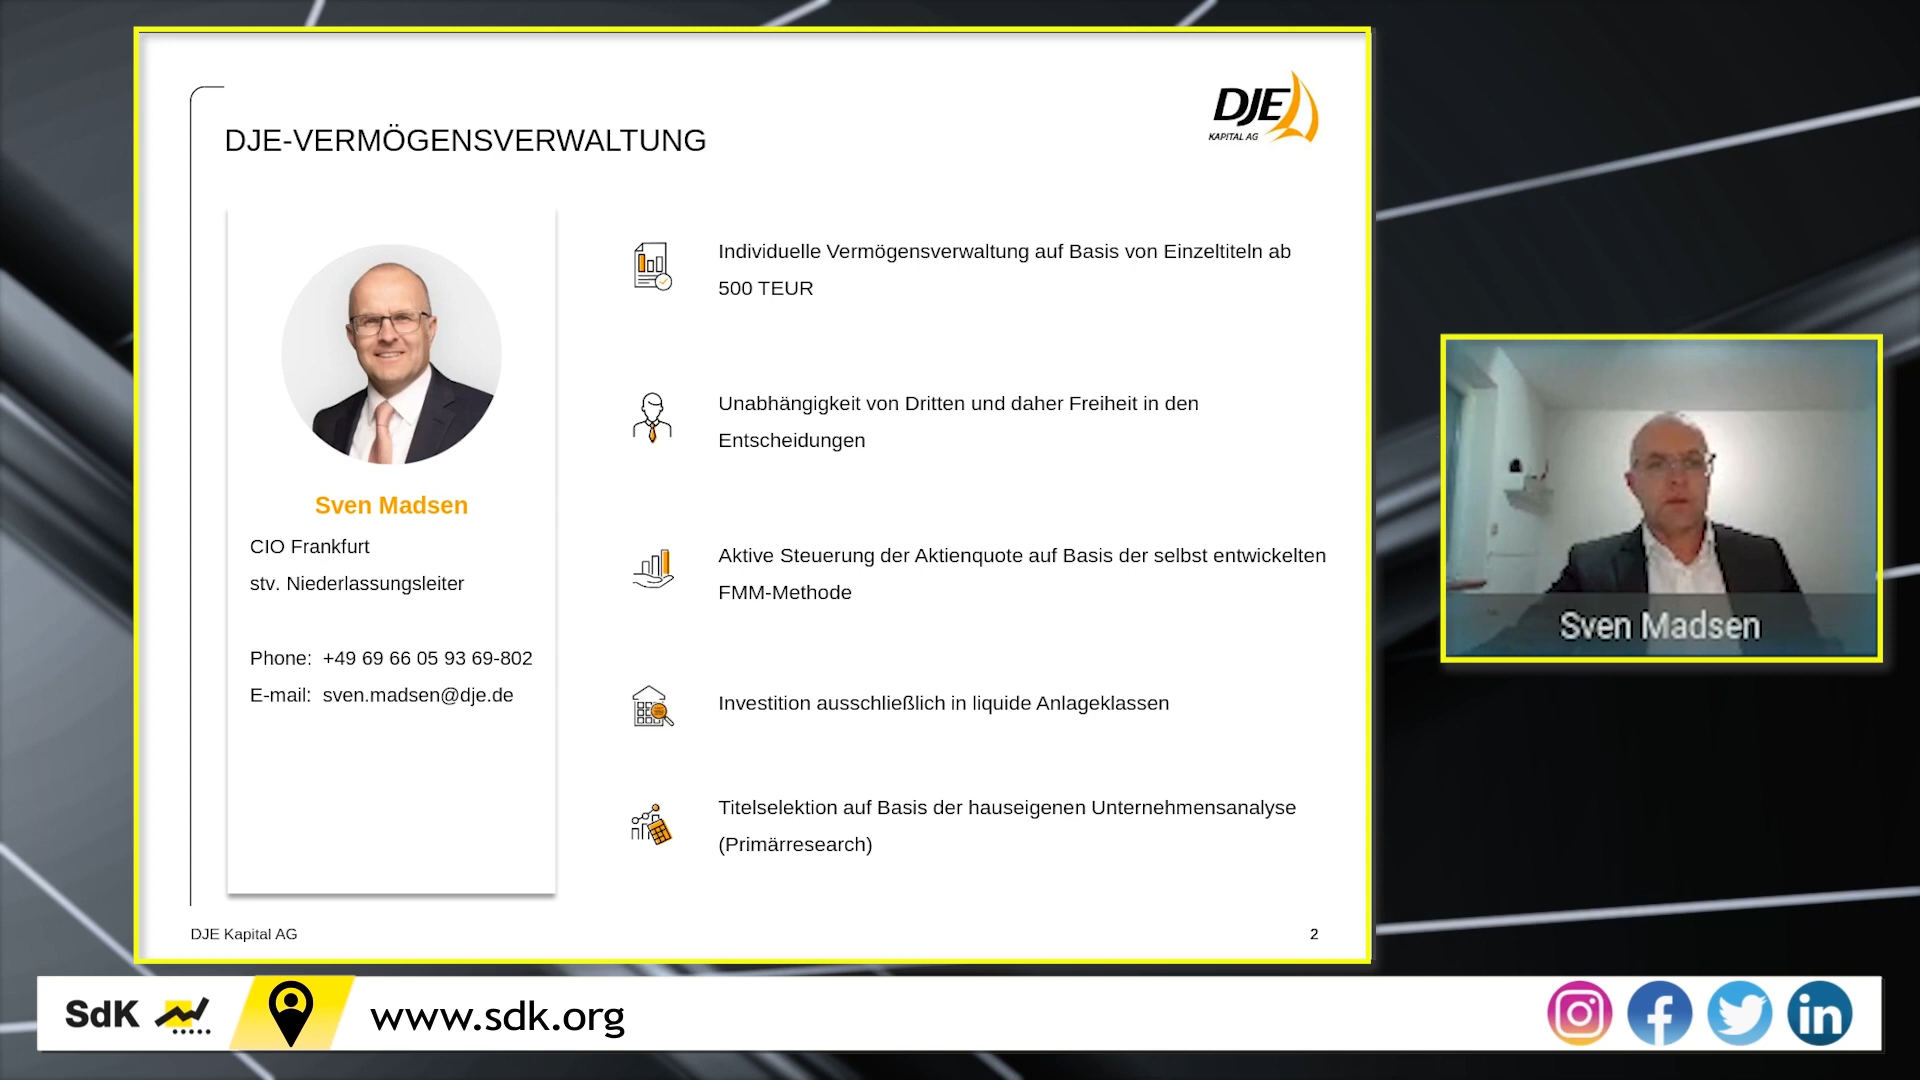 DJE
KAPITAL AG
DJE-VERMÖGENSVERWALTUNG
Sven Madsen
CIO Frankfurt
stv. Niederlassungsleiter
Phone: +49 69 66 05 93 69-802
E-mail: sven.madsen@dje.de
Individuelle Vermögensverwaltung auf Basis von Einzeltiteln ab
500 TEUR
Unabhängigkeit von Dritten und daher Freiheit in den
Entscheidungen
Aktive Steuerung der Aktienquote auf Basis der selbst entwickelten
FMM-Methode
Investition ausschließlich in liquide Anlageklassen
Titelselektion auf Basis der hauseigenen Unternehmensanalyse
(Primärresearch)
DJE Kapital AG
2
Sven Madsen
SdK
www.sdk.org